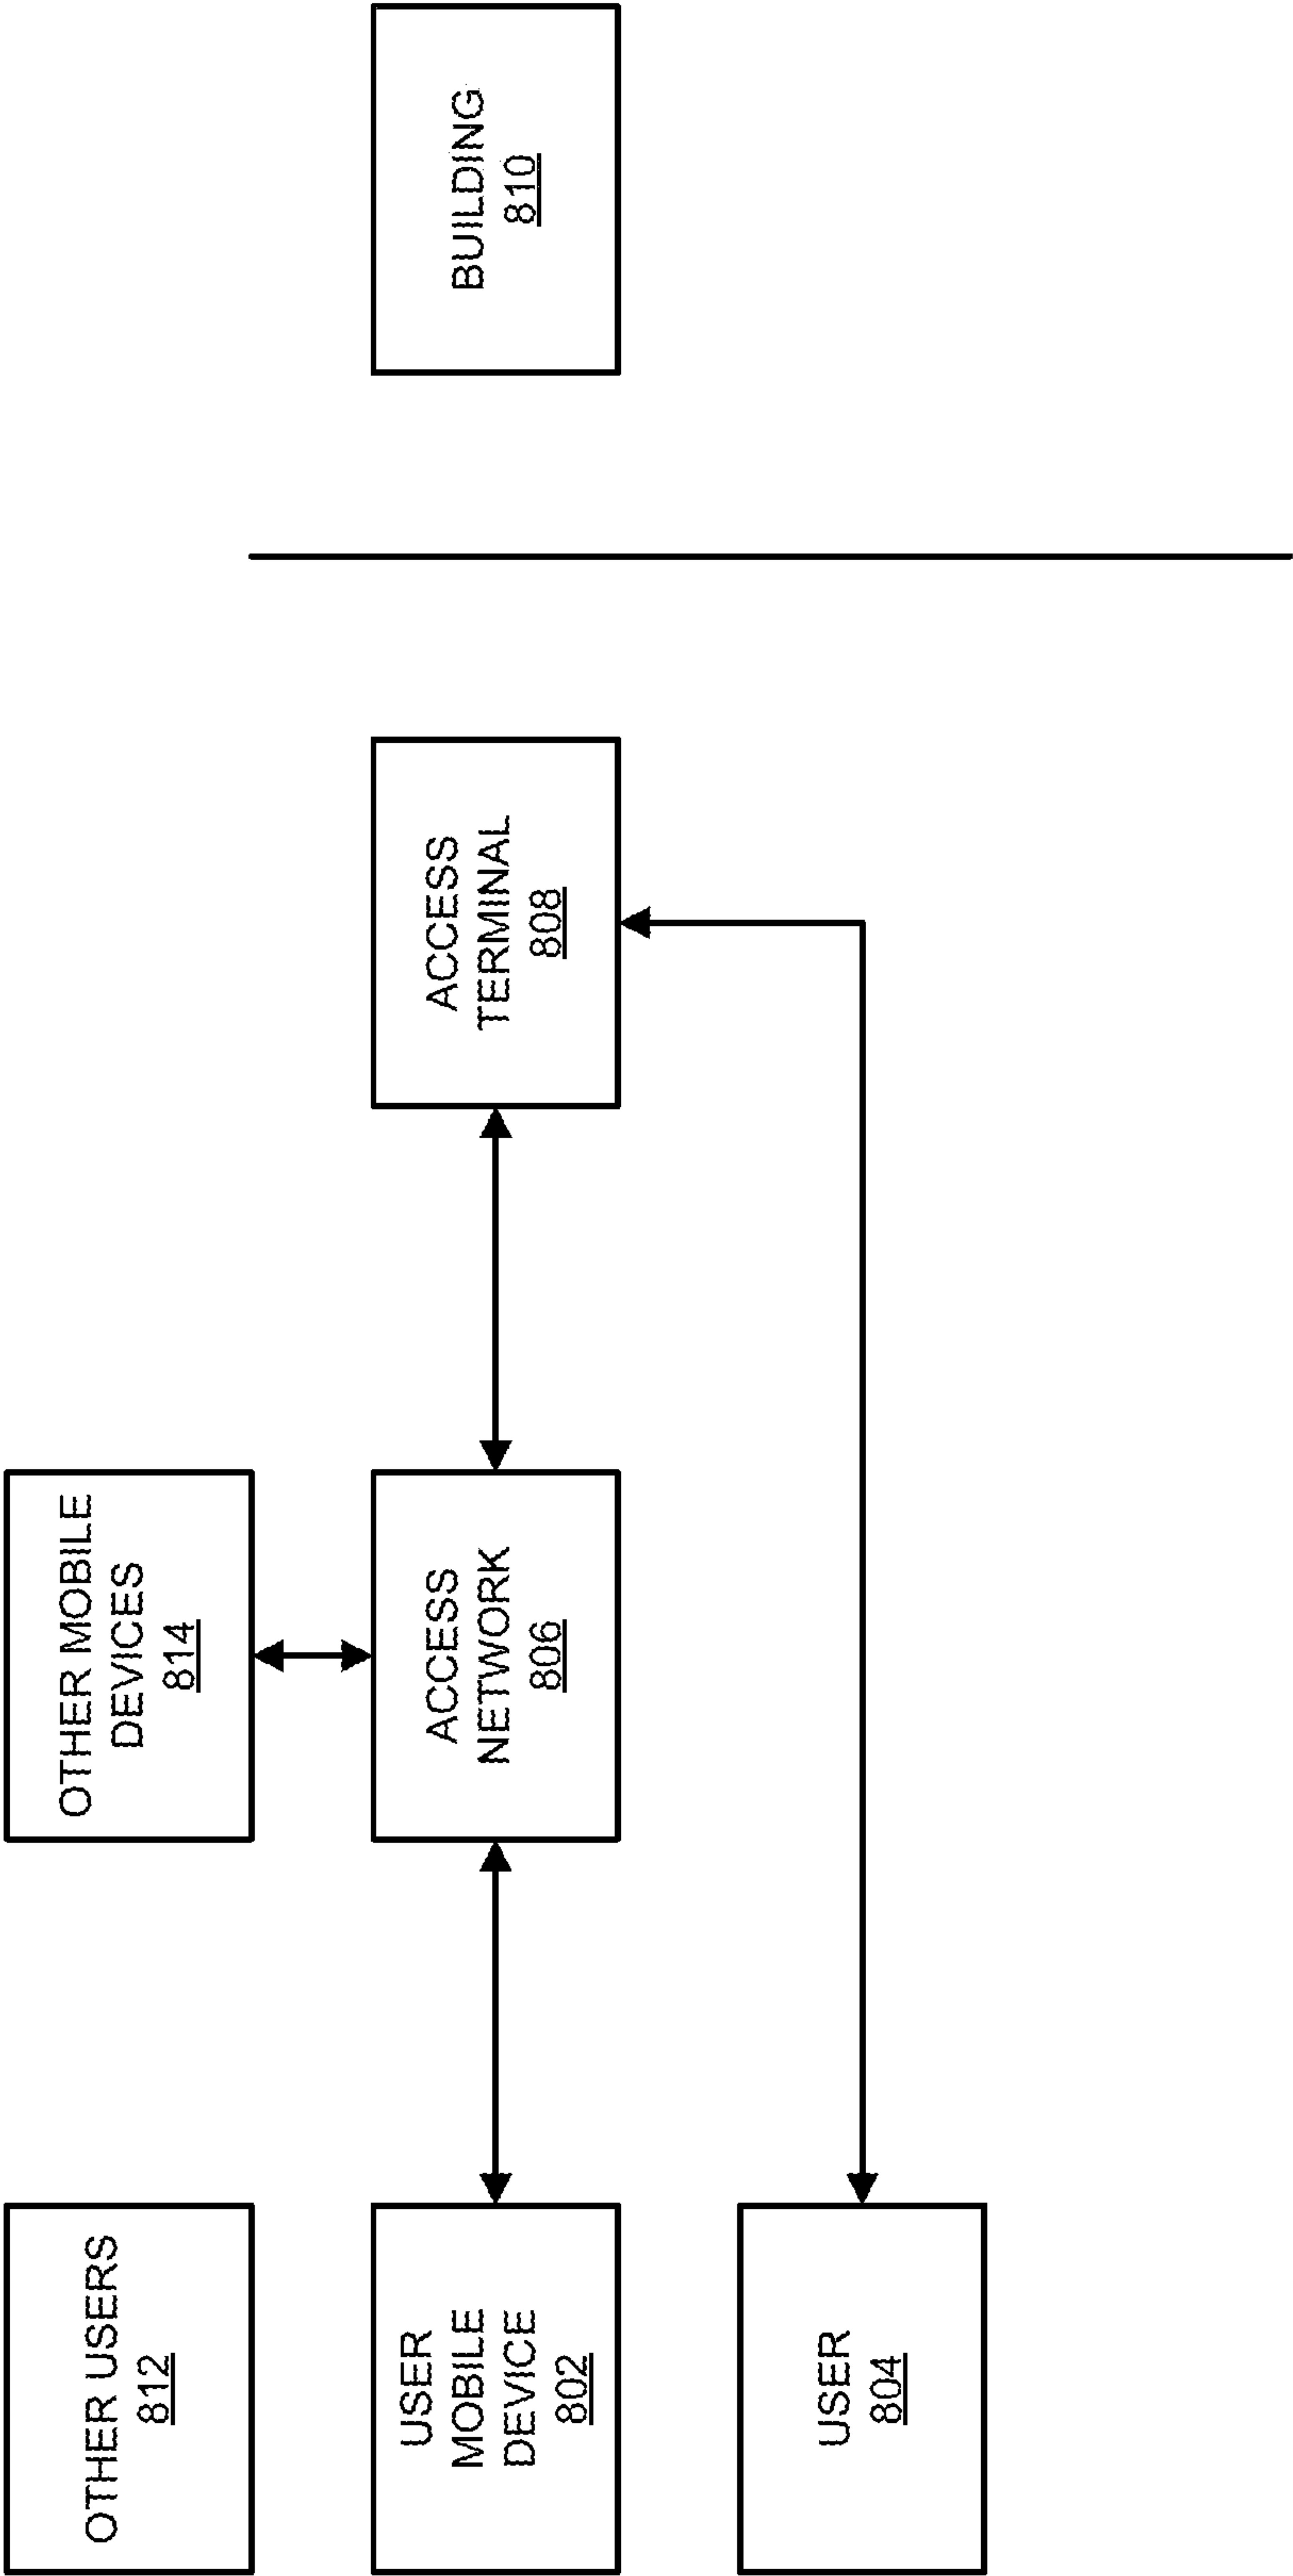 OTHER USERS
812
OTHER MOBILE
DEVICES
814
USER
MOBILE
DEVICE
802
ACCESS
NETWORK
806
ACCESS
TERMINAL
808
BUILDING
810
USER
804